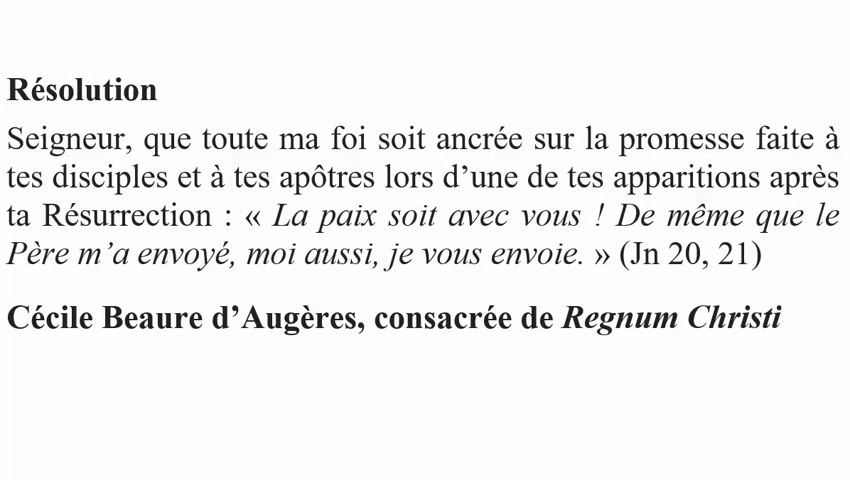 Résolution
Seigneur, que toute ma foi soit ancrée sur la promesse faite à
tes disciples et à tes apôtres lors d’une de tes apparitions après
ta Résurrection : « La paix soit avec vous ! De même que le
Père m’a envoyé, moi aussi, je vous envoie. » (Jn 20, 21)
Cécile Beaure d’Augères, consacrée de Regnum Christi